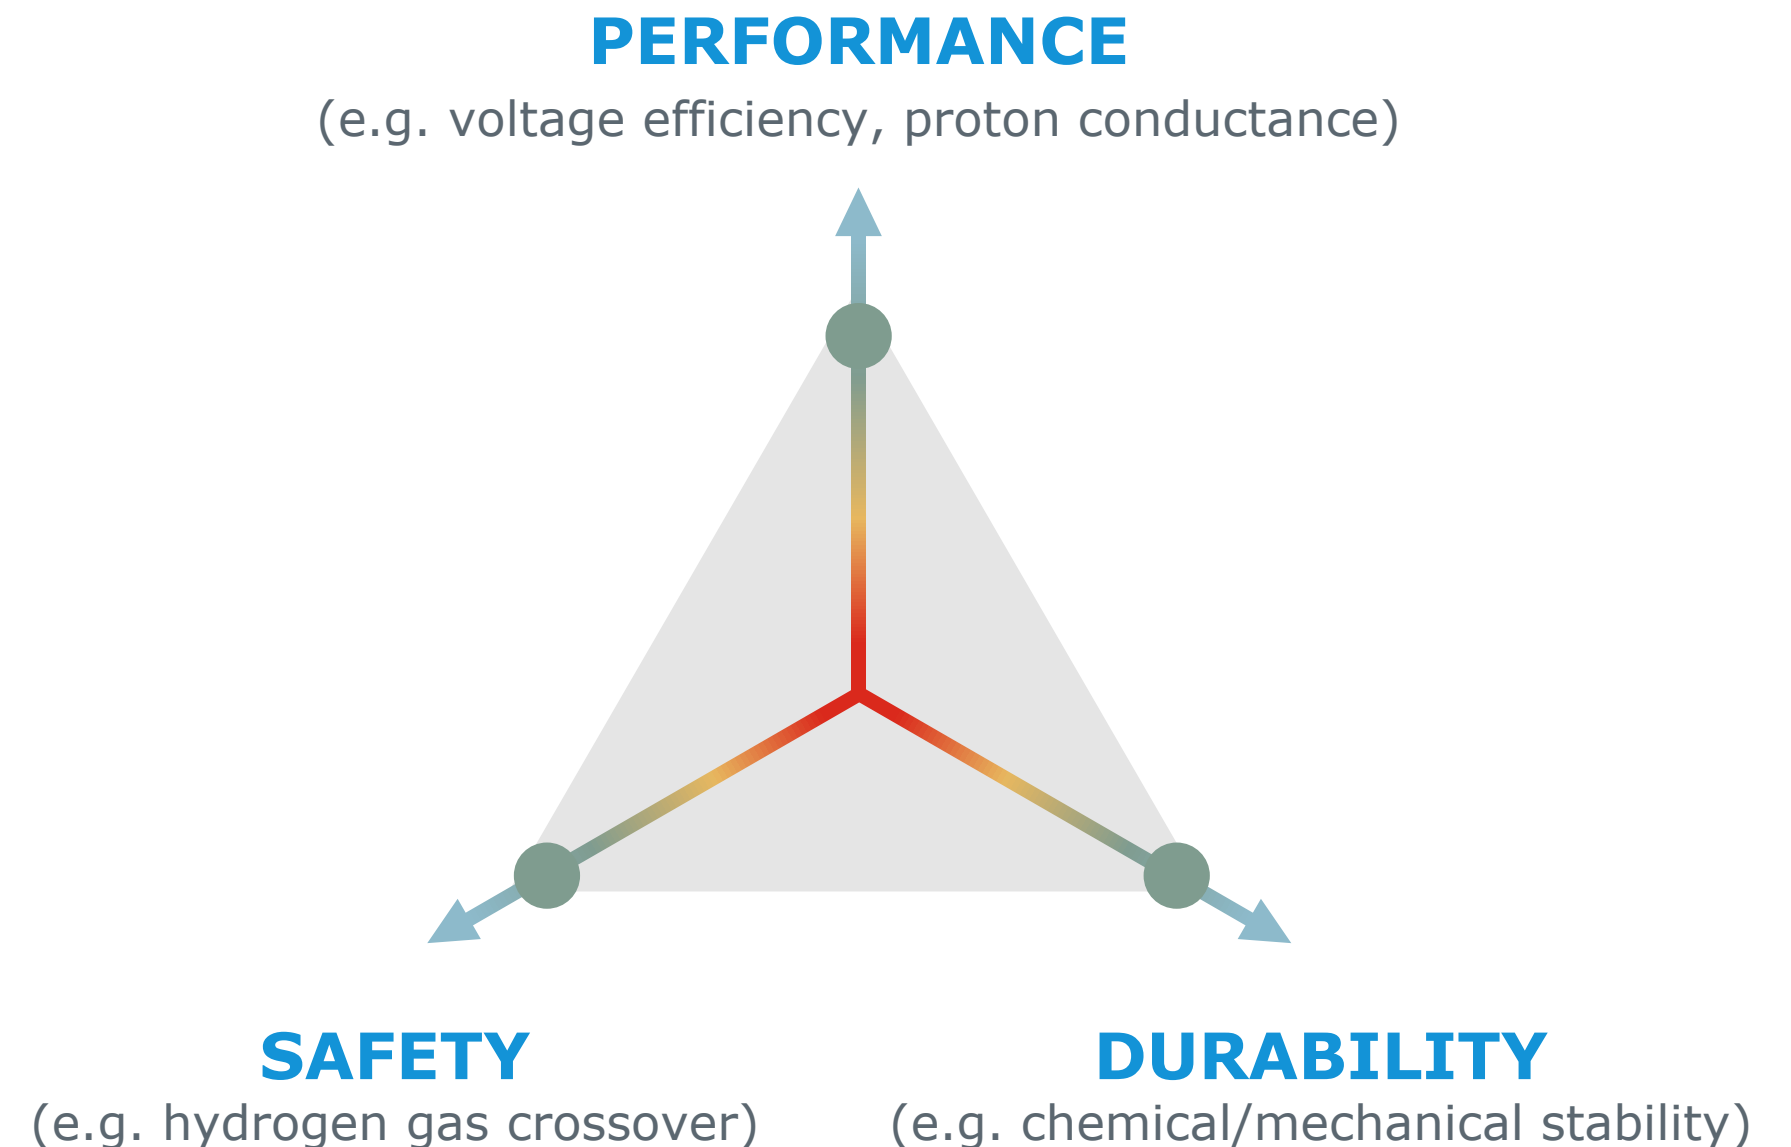 PERFORMANCE
(e.g. voltage efficiency, proton conductance)
SAFETY
(e.g. hydrogen gas crossover)
DURABILITY
(e.g. chemical/mechanical stability)